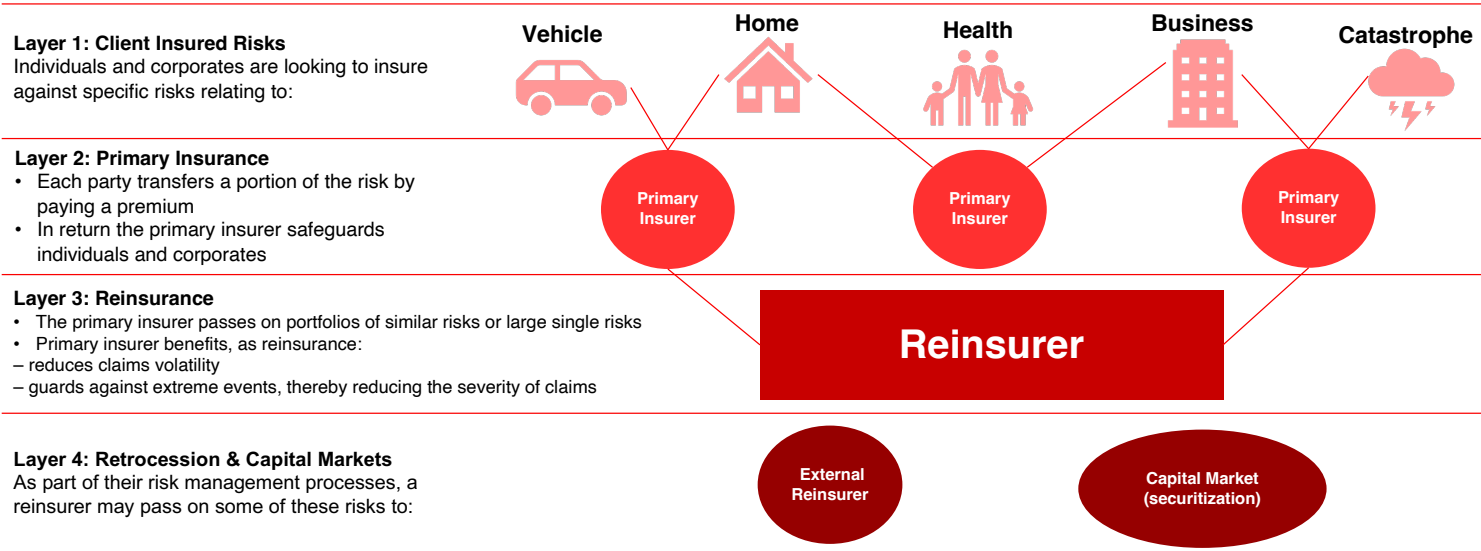 Vehicle
Home
Health
Business
Catastrophe
Layer 1: Client Insured Risks
Individuals and corporates are looking to insure
against specific risks relating to:
Layer 2: Primary Insurance
• Each party transfers a portion of the risk by
paying a premium
• In return the primary insurer safeguards
individuals and corporates
Primary
Insurer
Primary
Insurer
Primary
Insurer
Layer 3: Reinsurance
• The primary insurer passes on portfolios of similar risks or large single risks
• Primary insurer benefits, as reinsurance:
– reduces claims volatility
– guards against extreme events, thereby reducing the severity of claims
Reinsurer
Layer 4: Retrocession & Capital Markets
As part of their risk management processes, a
reinsurer may pass on some of these risks to:
External
Reinsurer
Capital Market
(securitization)